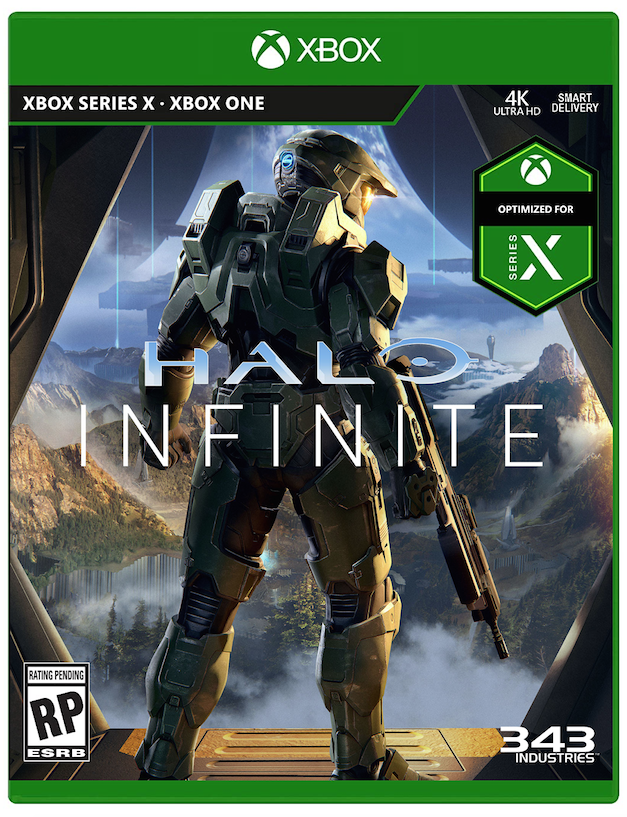 XBOX
XBOX SERIES X · XBOX ONE
4K
ULTRA HD
SMART
DELIVERY
OPTIMIZED FOR
SERIES X
HALO
INFINITE
RATING PENDING
RP
ESRB
343
INDUSTRIES™